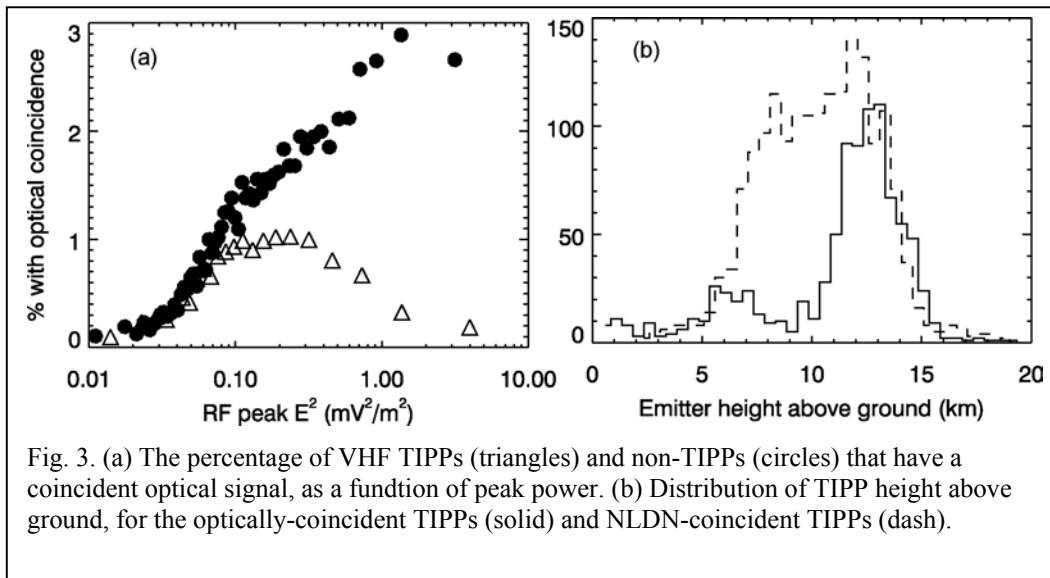 (a)
3
2
1
0
% with optical coincidence
0.01 0.10 1.00 10.00
RF peak E² (mV²/m²)
(b)
150
100
50
0
0 5 10 15 20
Emitter height above ground (km)
Fig. 3. (a) The percentage of VHF TIPPs (triangles) and non-TIPPs (circles) that have a
coincident optical signal, as a fundtion of peak power. (b) Distribution of TIPP height above
ground, for the optically-coincident TIPPs (solid) and NLDN-coincident TIPPs (dash).